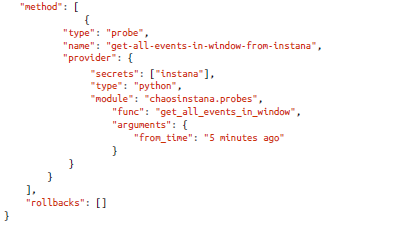 "method": [
{
"type": "probe",
"name": "get-all-events-in-window-from-instana",
"provider": {
"secrets": ["instana"],
"type": "python",
"module": "chaosinstana.probes",
"func": "get_all_events_in_window",
"arguments": {
"from_time": "5 minutes ago"
}
}
}
],
"rollbacks": []
}